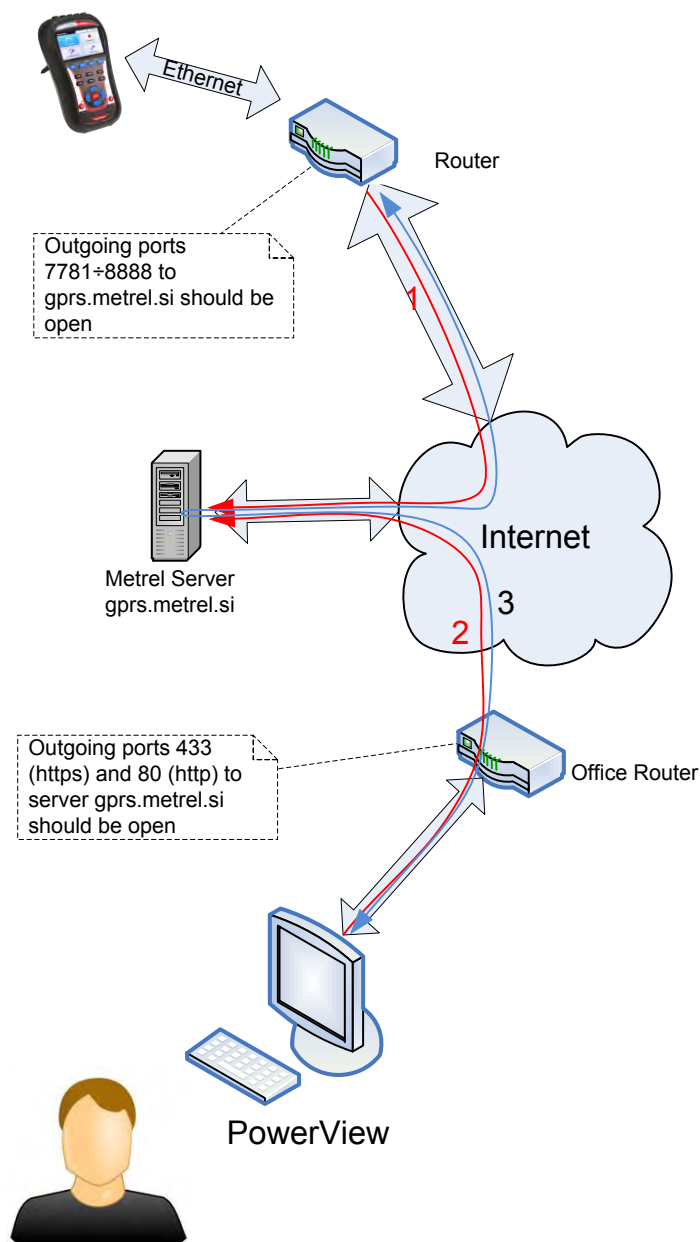 Ethernet
Router
Outgoing ports
7781÷8888 to
gprs.metrel.si should be
open
1
Internet
Metrel Server
gprs.metrel.si
3
2
Outgoing ports 433
(https) and 80 (http) to
server gprs.metrel.si
should be open
Office Router
PowerView